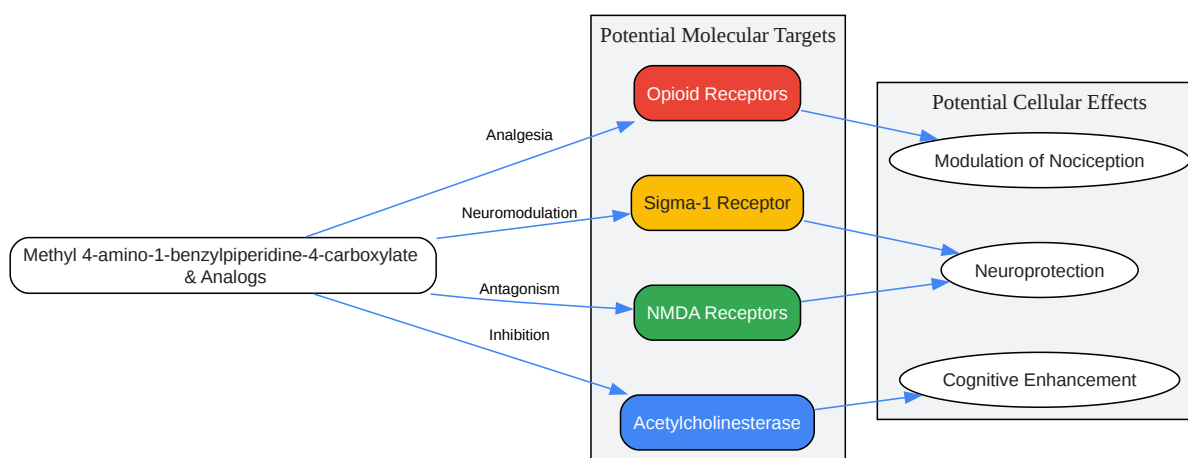 Potential Molecular Targets
Opioid Receptors
Potential Cellular Effects
Analgesia
Modulation of Nociception
Sigma-1 Receptor
Neuromodulation
Methyl 4-amino-1-benzylpiperidine-4-carboxylate
& Analogs
Neuroprotection
Antagonism
NMDA Receptors
Inhibition
Cognitive Enhancement
Acetylcholinesterase